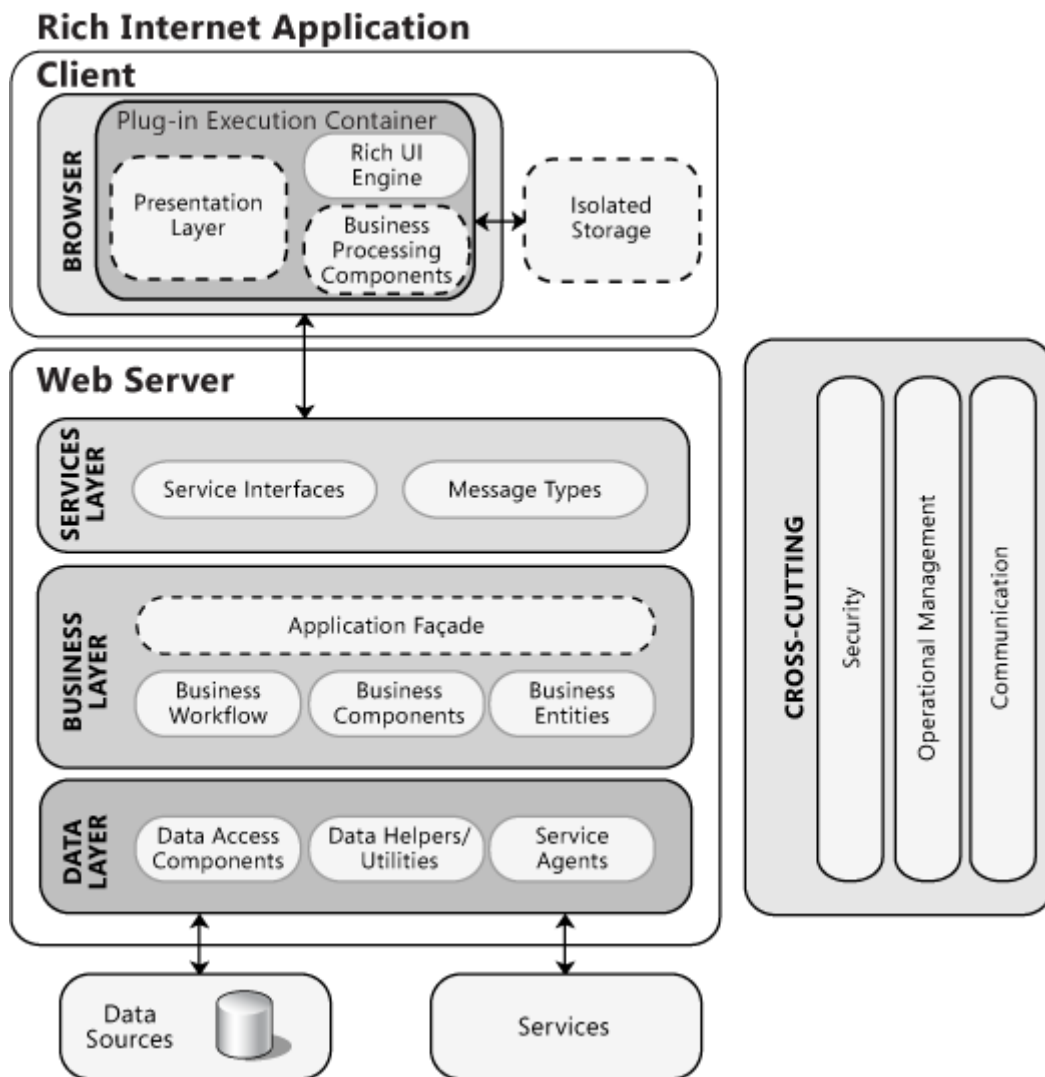 Rich Internet Application
Client
BROWSER
Plug-in Execution Container
Presentation
Layer
Rich UI
Engine
Business
Processing
Components
Isolated
Storage
Web Server
SERVICES
LAYER
Service Interfaces
Message Types
BUSINESS
LAYER
Application Façade
Business
Workflow
Business
Components
Business
Entities
DATA
LAYER
Data Access
Components
Data Helpers/
Utilities
Service
Agents
Data
Sources
Services
CROSS-CUTTING
Security
Operational Management
Communication